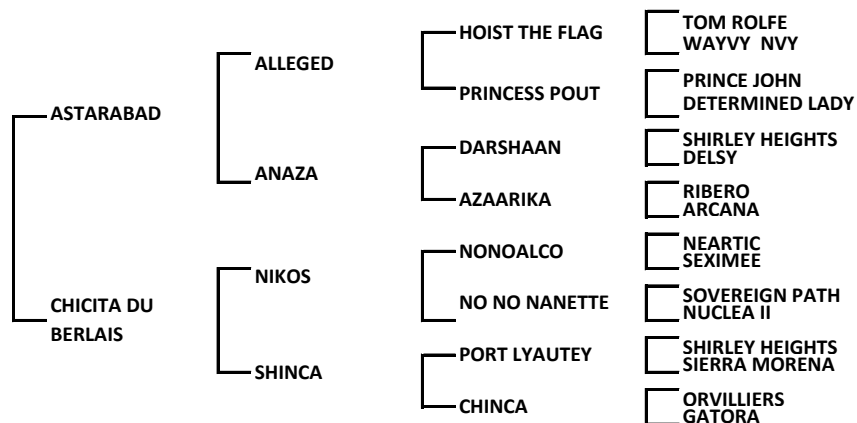 ASTARABAD
CHICITA DU
BERLAIS
ALLEGED
ANAZA
NIKOS
SHINCA
HOIST THE FLAG
PRINCESS POUT
DARSHAAN
AZAARIKA
NONOALCO
NO NO NANETTE
PORT LYAUTEY
CHINCA
TOM ROLFE
WAYVY NVY
PRINCE JOHN
DETERMINED LADY
SHIRLEY HEIGHTS
DELSY
RIBERO
ARCANA
NEARTIC
SEXIMEE
SOVEREIGN PATH
NUCLEA II
SHIRLEY HEIGHTS
SIERRA MORENA
ORVILLIERS
GATORA